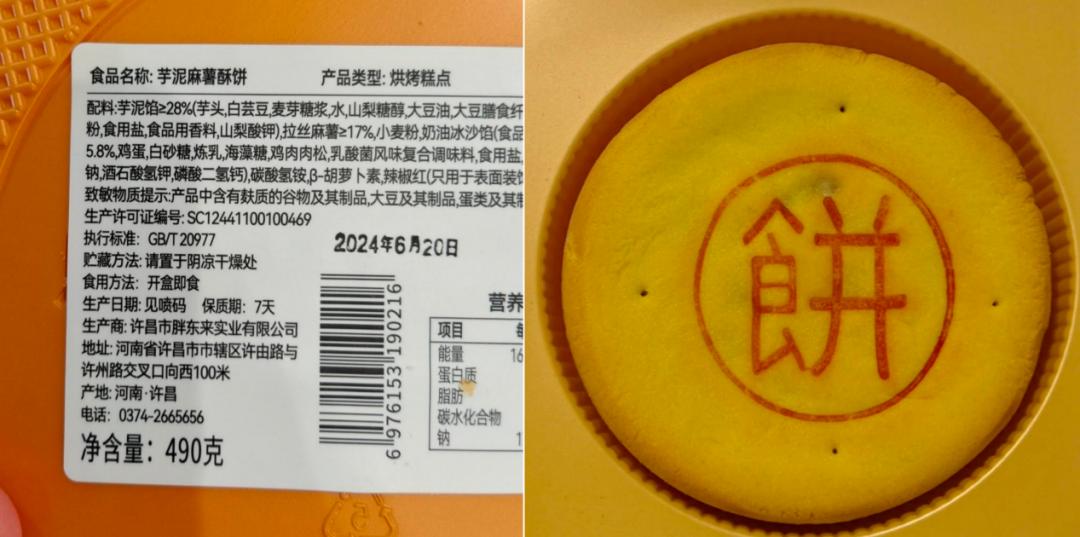 食品名称: 芋泥麻薯酥饼 产品类型: 烘烤糕点
配料:芋泥馅≥28%(芋头,白芸豆,麦芽糖浆,水,山梨糖醇,大豆油,大豆膳食纤
粉,食用盐,食品用香料,山梨酸钾),拉丝麻薯≥17%,小麦粉,奶油冰沙馅(食品
5.8%,鸡蛋,白砂糖,炼乳,海藻糖,鸡肉肉松,乳酸菌风味复合调味料,食用盐,
钠,酒石酸氢钾,磷酸二氢钙),碳酸氢铵,β-胡萝卜素,辣椒红(只用于表面装饰
致敏物质提示:产品中含有麸质的谷物及其制品,大豆及其制品,蛋类及其制
生产许可证编号: SC12441100100469
执行标准: GB/T 20977
贮藏方法: 请置于阴凉干燥处
食用方法: 开盒即食
生产日期: 见喷码 保质期: 7天
生产商: 许昌市胖东来实业有限公司
地址: 河南省许昌市市辖区许由路与
许州路交叉口向西100米
产地: 河南·许昌
电话: 0374-2665656
净含量: 490克
2024年6月20日
6 976153 190216
营养
项目 每
能量 16
蛋白质
脂肪
碳水化合物
钠 1
餅